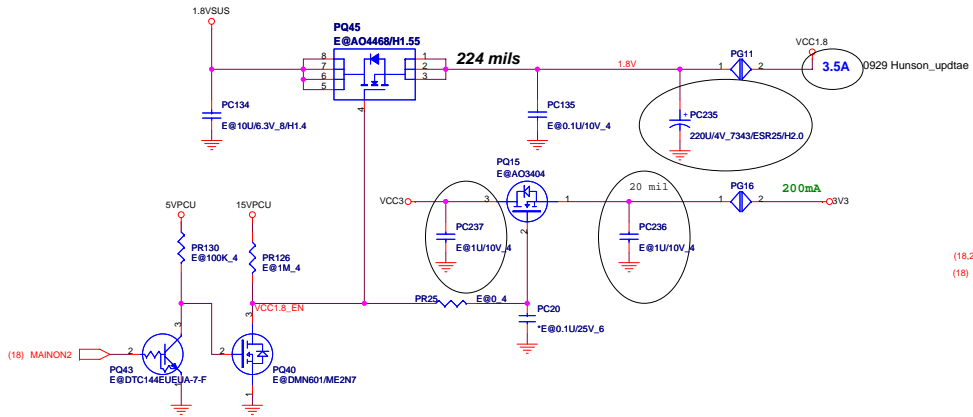 1.8VSUS
PQ45
E@AO4468/H1.55
8
7
6
5
1
2
3
4
224 mils
1.8V
PG11
1
2
VCC1.8
3.5A
0929 Hunson_updtae
PC134
E@10U/6.3V_8/H1.4
PC135
E@0.1U/10V_4
+
PC235
220U/4V_7343/ESR25/H2.0
PQ15
E@AO3404
VCC3
3
1
2
20 mil
PG16
1
2
200mA
3V3
PC237
E@1U/10V_4
PC236
E@1U/10V_4
5VPCU
15VPCU
PR130
E@100K_4
PR126
E@1M_4
VCC1.8_EN
PR25
E@0_4
PC20
*E@0.1U/25V_6
(18,2
(18)
(18) MAINON2
2
3
1
PQ43
E@DTC144EUEUA-7-F
2
3
1
PQ40
E@DMN601/ME2N7